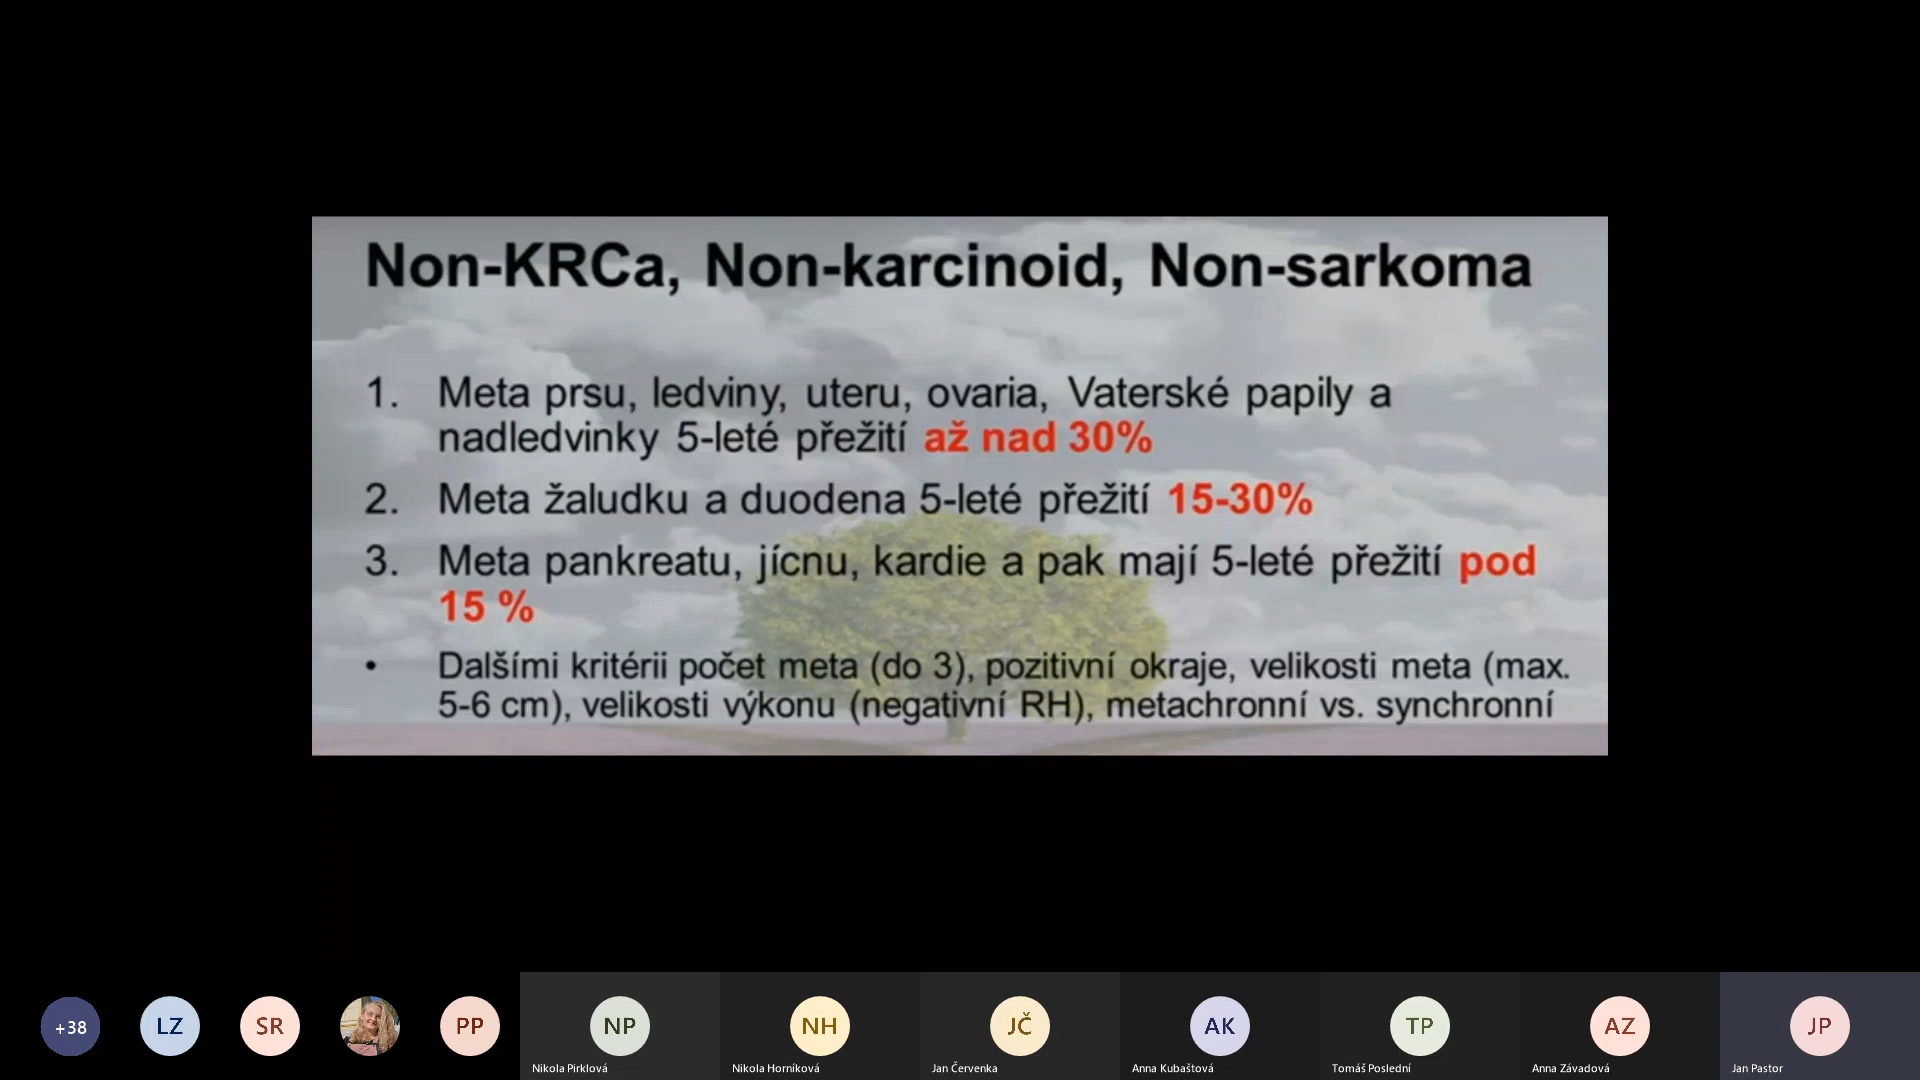 Non-KRCa, Non-karcinoid, Non-sarkoma
1. Meta prsu, ledviny, uteru, ovaria, Vaterské papily a
nadledvinky 5-leté přežití až nad 30%
2. Meta žaludku a duodena 5-leté přežití 15-30%
3. Meta pankreatu, jícnu, kardie a pak mají 5-leté přežití pod
15 %
• Dalšími kritérii počet meta (do 3), pozitivní okraje, velikosti meta (max.
5-6 cm), velikosti výkonu (negativní RH), metachronní vs. synchronní
+38
LZ
SR
PP
NP
Nikola Pirklová
NH
Nikola Horníková
JČ
Jan Červenka
AK
Anna Kubaštová
TP
Tomáš Poslední
AZ
Anna Závadová
JP
Jan Pastor